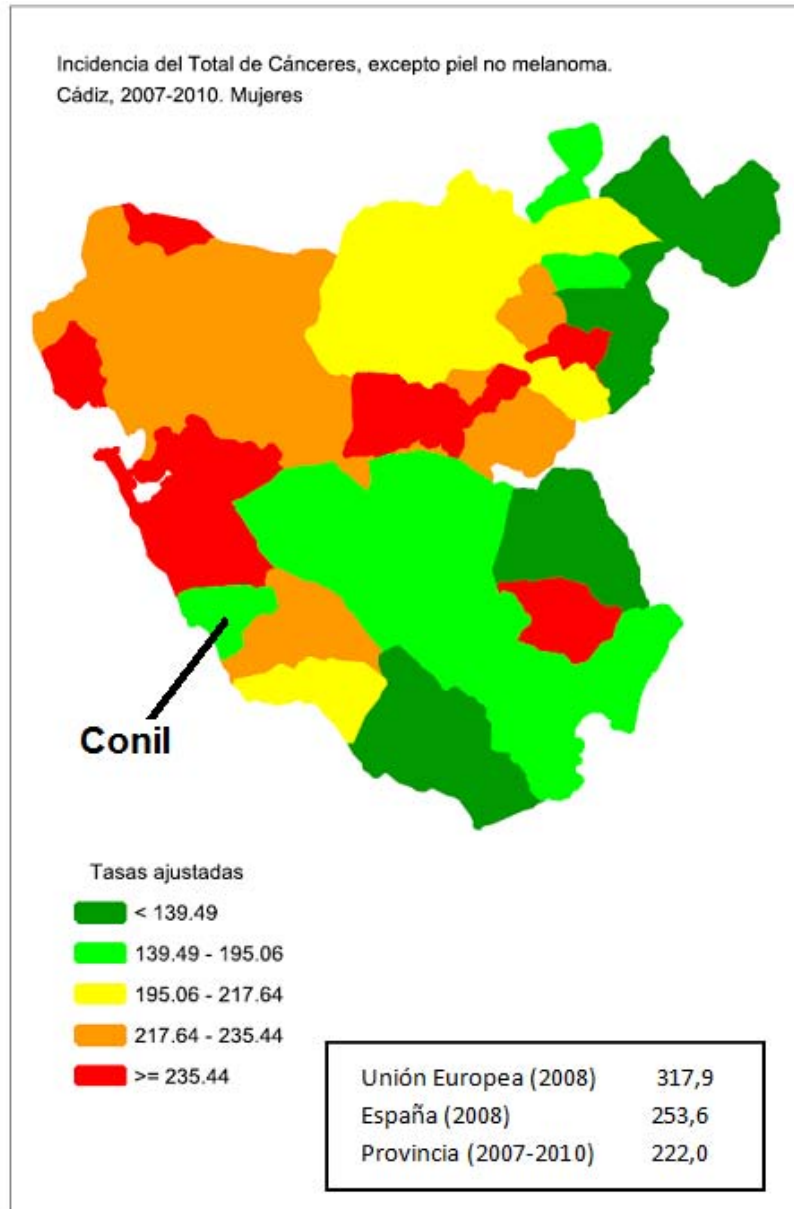 Incidencia del Total de Cánceres, excepto piel no melanoma.
Cádiz, 2007-2010. Mujeres
Conil
Tasas ajustadas
< 139.49
139.49 - 195.06
195.06 - 217.64
217.64 - 235.44
>= 235.44
Unión Europea (2008) 317,9
España (2008) 253,6
Provincia (2007-2010) 222,0